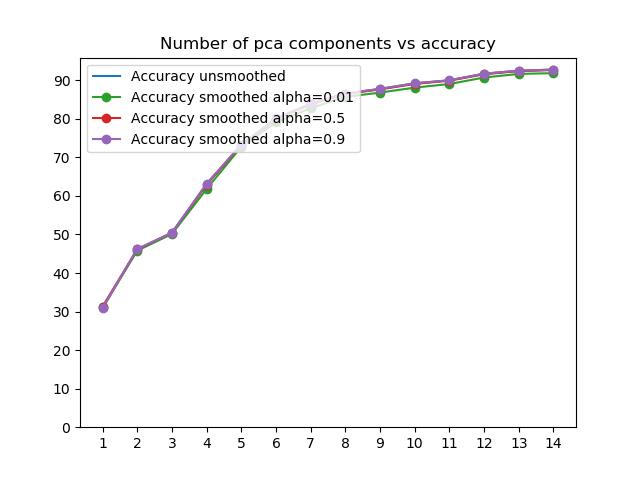 Number of pca components vs accuracy
Accuracy unsmoothed
Accuracy smoothed alpha=0.01
Accuracy smoothed alpha=0.5
Accuracy smoothed alpha=0.9
90
80
70
60
50
40
30
20
10
0
1 2 3 4 5 6 7 8 9 10 11 12 13 14